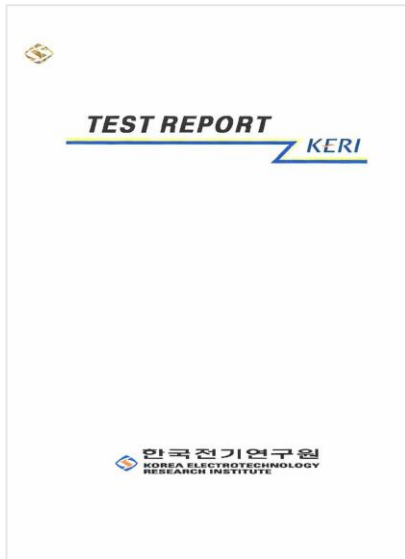 TEST REPORT
KERI
한국전기연구원
KOREA ELECTROTECHNOLOGY
RESEARCH INSTITUTE